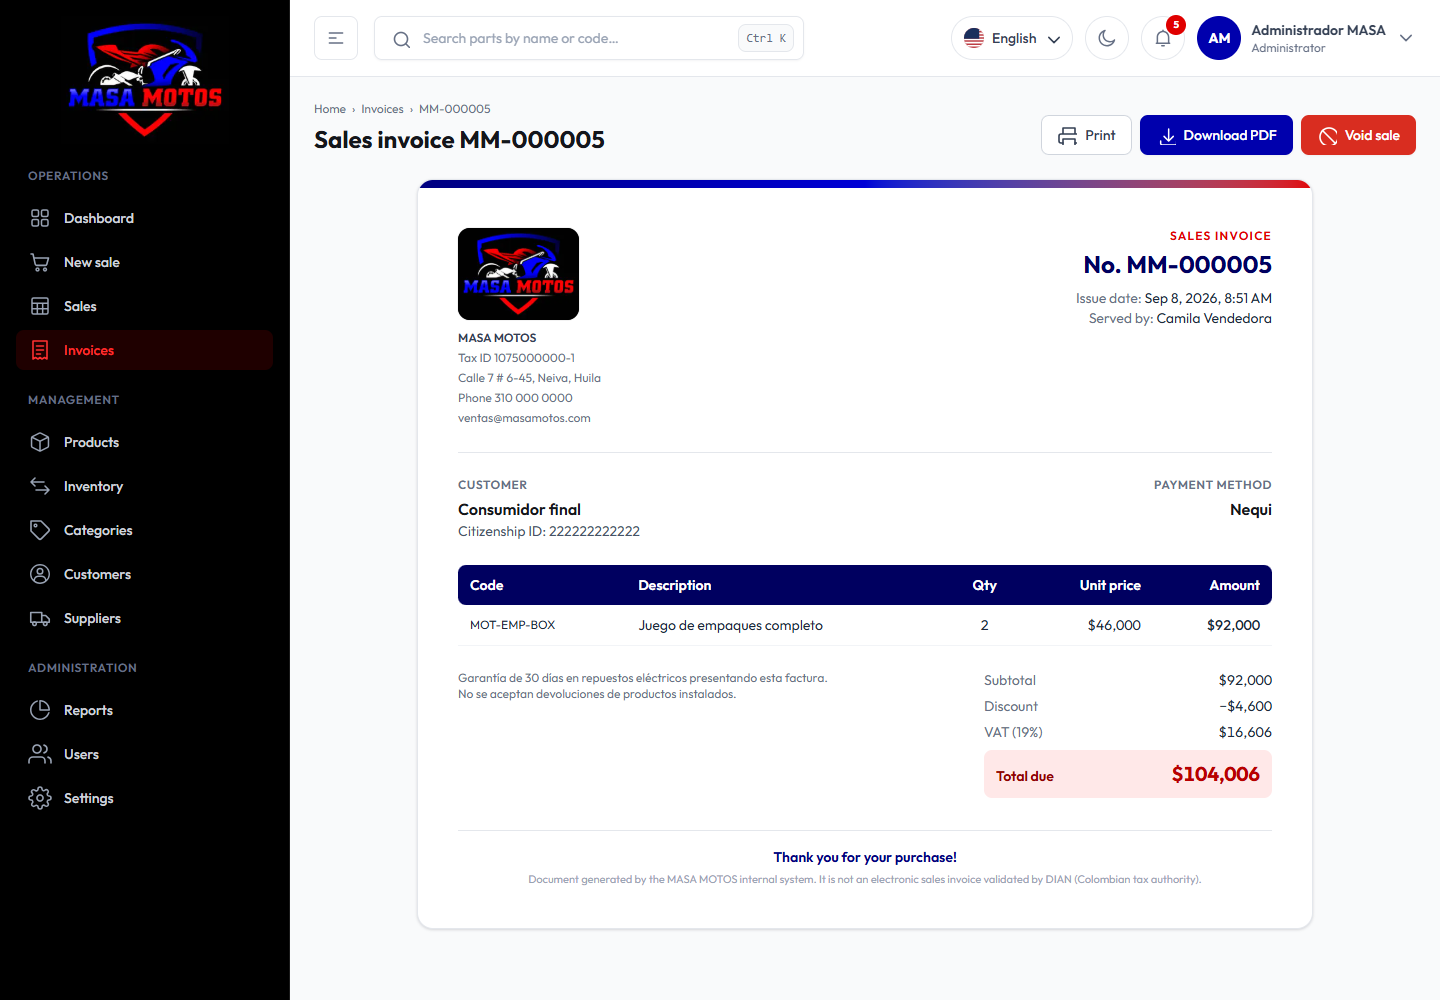 MASA MOTOS
OPERATIONS
Dashboard
New sale
Sales
Invoices
MANAGEMENT
Products
Inventory
Categories
Customers
Suppliers
ADMINISTRATION
Reports
Users
Settings
Search parts by name or code...
Ctrl K
English
5
AM
Administrador MASA
Administrator
Home › Invoices › MM-000005
Sales invoice MM-000005
Print
Download PDF
Void sale
MASA MOTOS
MASA MOTOS
Tax ID 1075000000-1
Calle 7 # 6-45, Neiva, Huila
Phone 310 000 0000
ventas@masamotos.com
SALES INVOICE
No. MM-000005
Issue date: Sep 8, 2026, 8:51 AM
Served by: Camila Vendedora
CUSTOMER
Consumidor final
Citizenship ID: 222222222222
PAYMENT METHOD
Nequi
Code Description Qty Unit price Amount
MOT-EMP-BOX Juego de empaques completo 2 $46,000 $92,000
Garantía de 30 días en repuestos eléctricos presentando esta factura.
No se aceptan devoluciones de productos instalados.
Subtotal $92,000
Discount −$4,600
VAT (19%) $16,606
Total due $104,006
Thank you for your purchase!
Document generated by the MASA MOTOS internal system. It is not an electronic sales invoice validated by DIAN (Colombian tax authority).